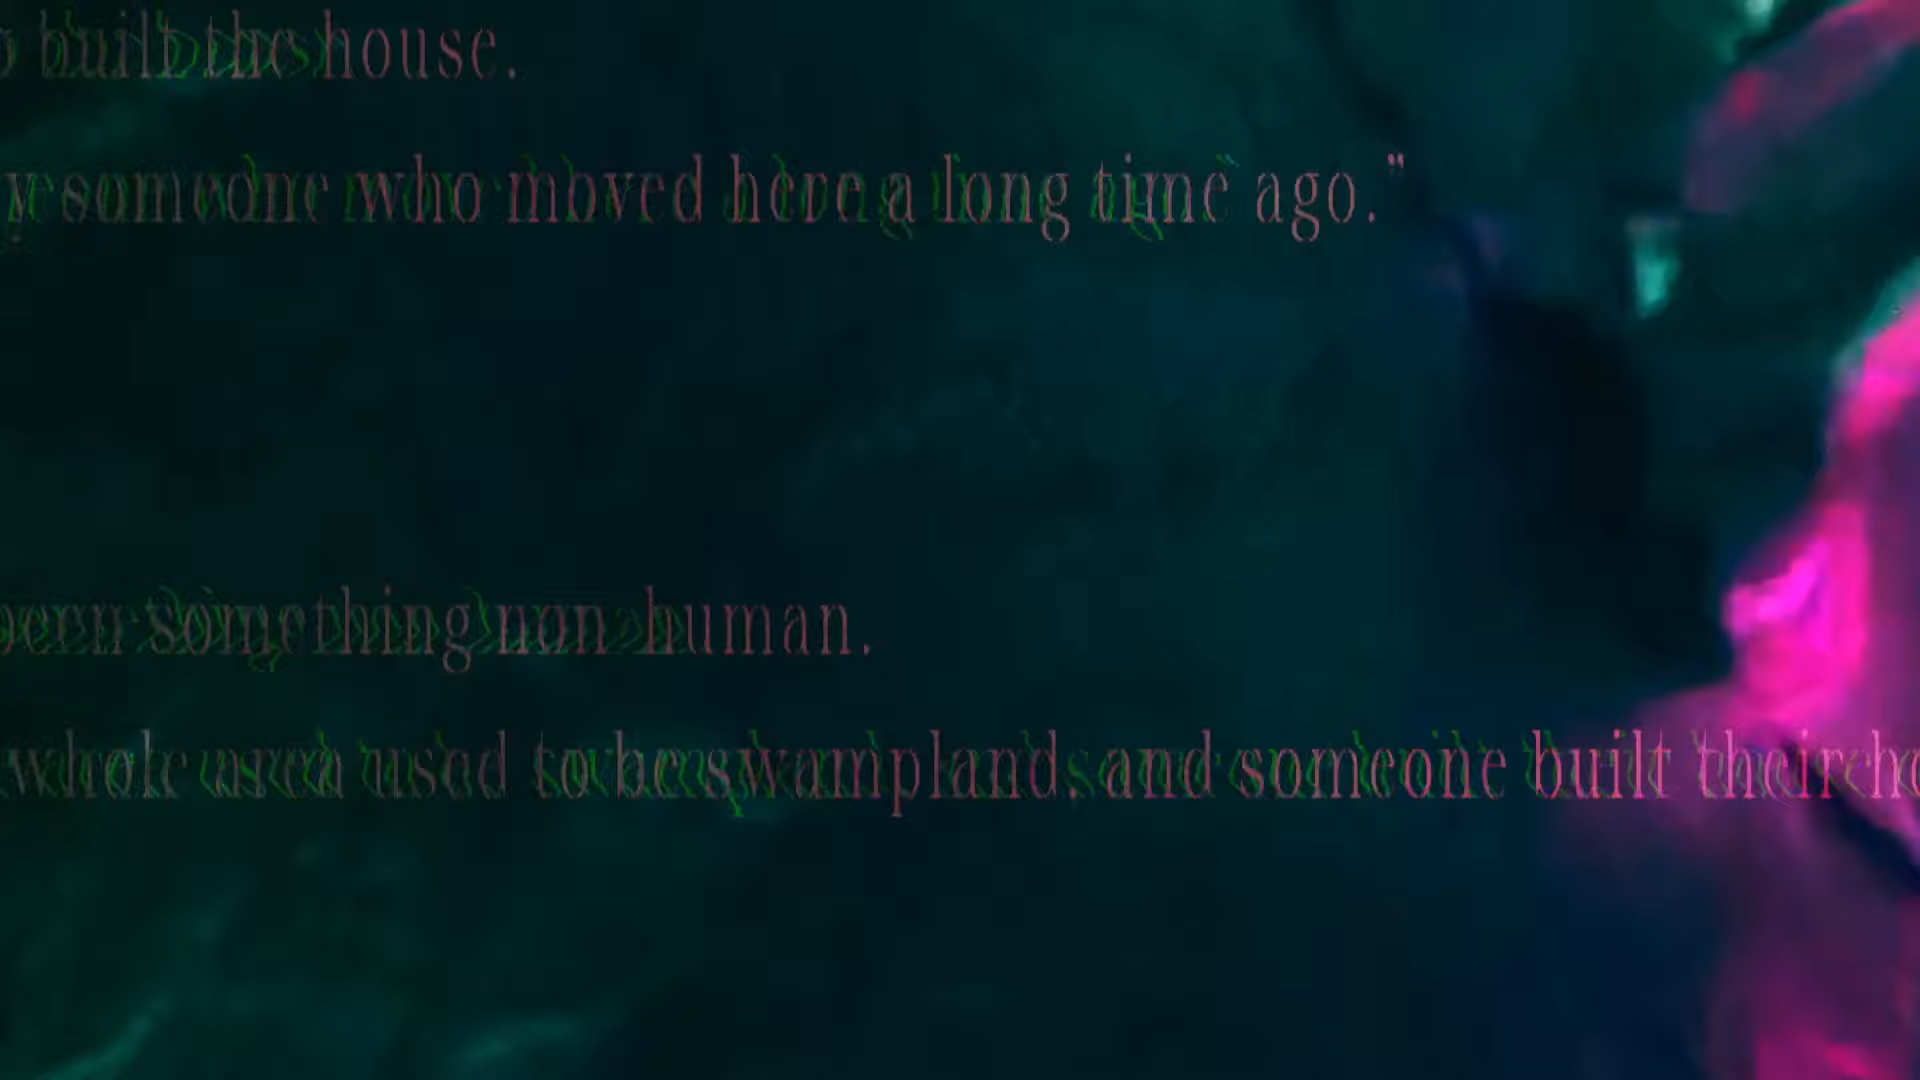 built the house.
someone who moved here a long time ago."
something non human.
whole area used to be swampland, and someone built their